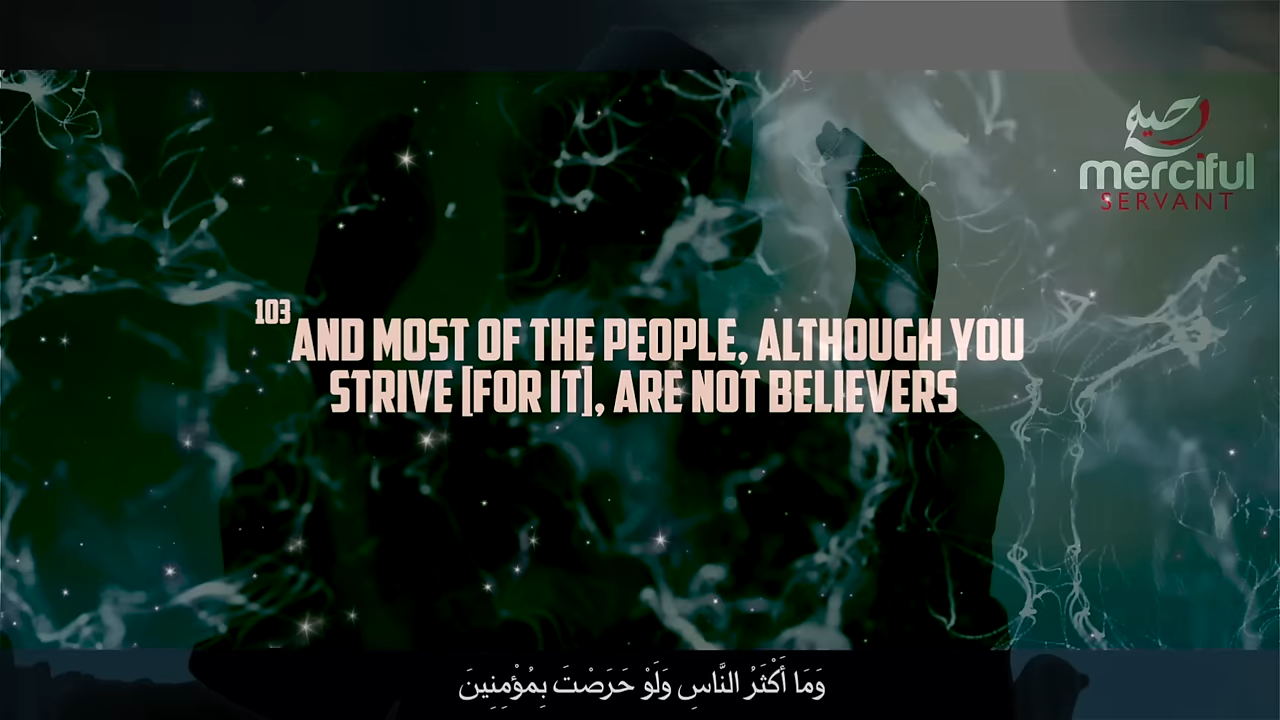 رحيم
merciful
SERVANT
103 AND MOST OF THE PEOPLE, ALTHOUGH YOU
STRIVE [FOR IT], ARE NOT BELIEVERS
وَمَا أَكْثَرُ النَّاسِ وَلَوْ حَرَصْتَ بِمُؤْمِنِينَ